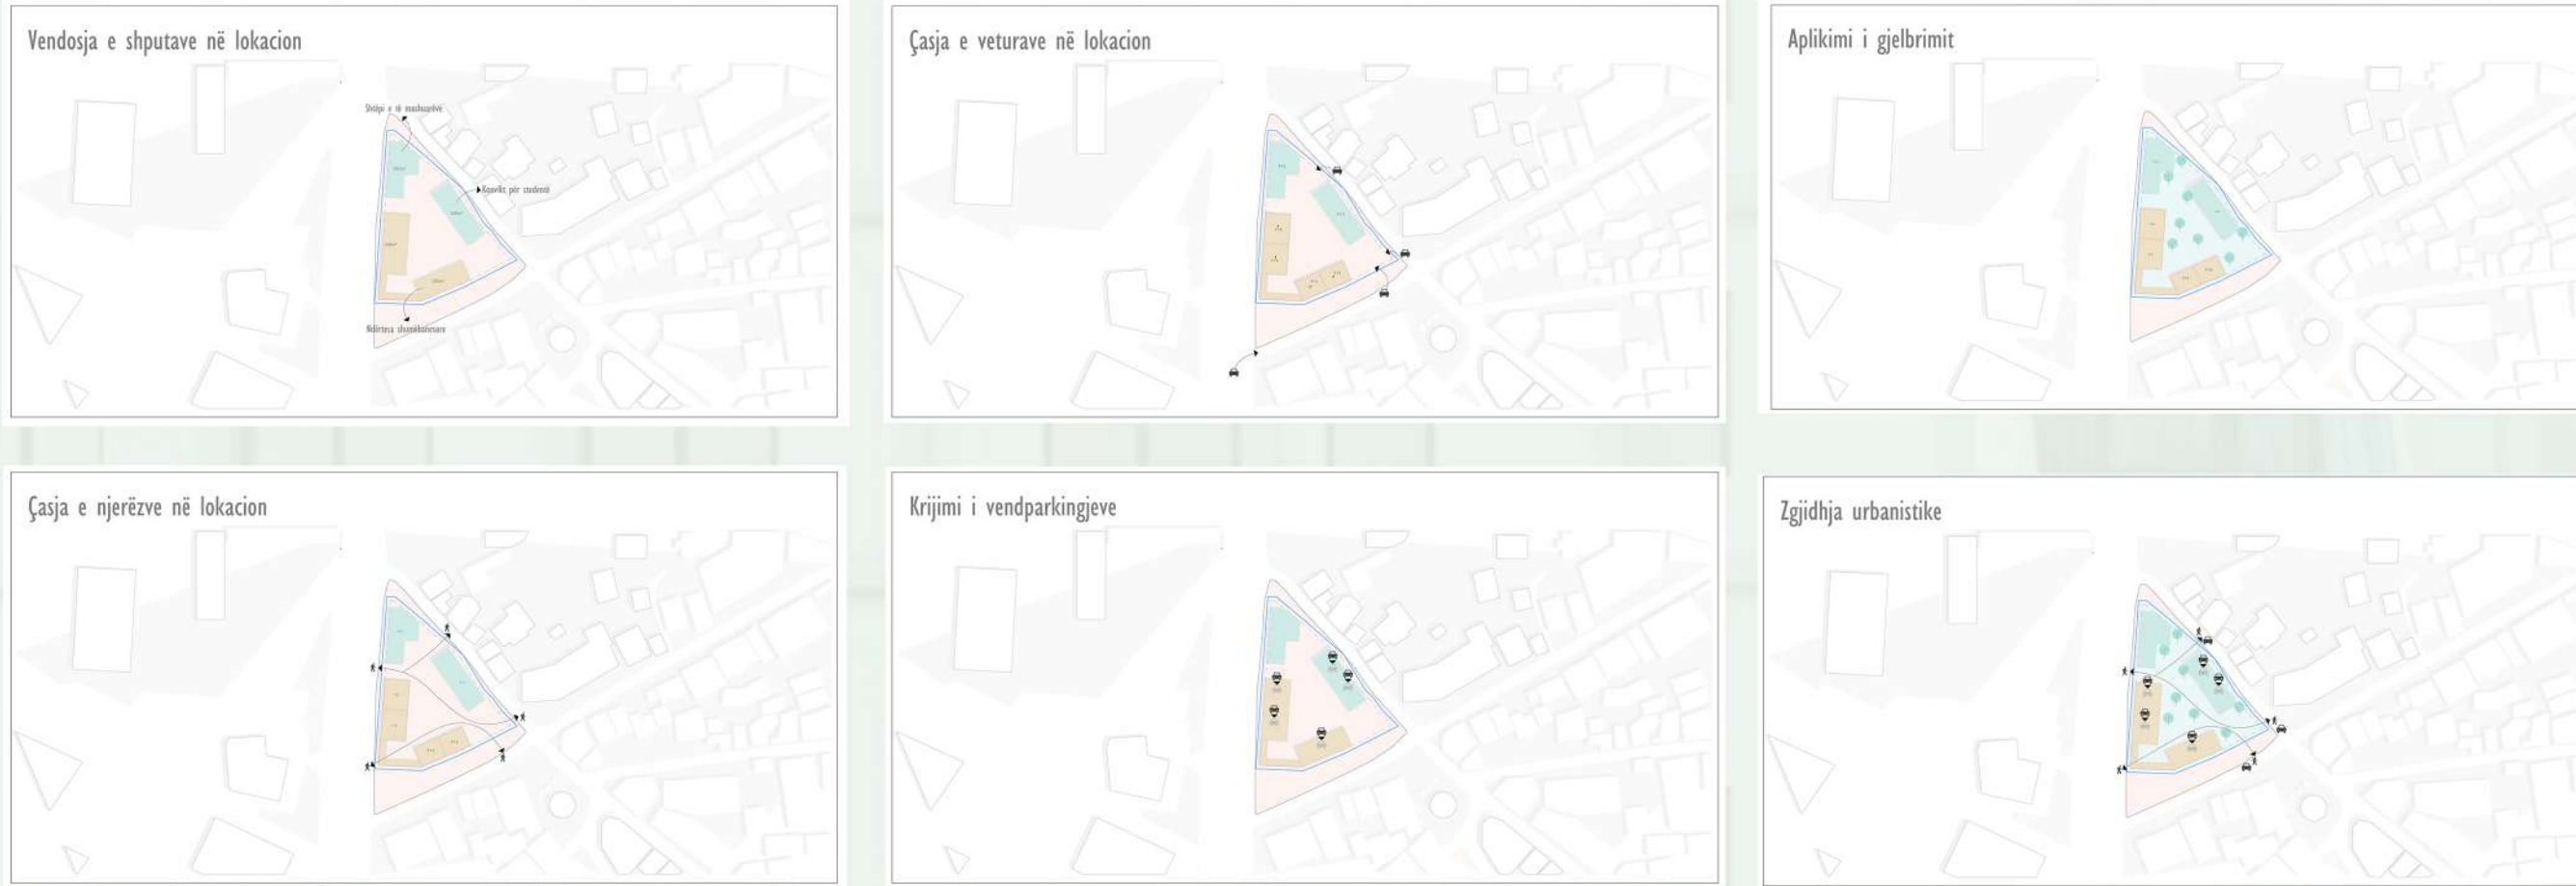 Vendosja e shputave në lokacion
Shtëpi e të moshuarëve
Konvikt për studentë
Ndërtesa shumëbanesore
Çasja e veturave në lokacion
Aplikimi i gjelbrimit
Çasja e njerëzve në lokacion
Krijimi i vendparkingjeve
Zgjidhja urbanistike